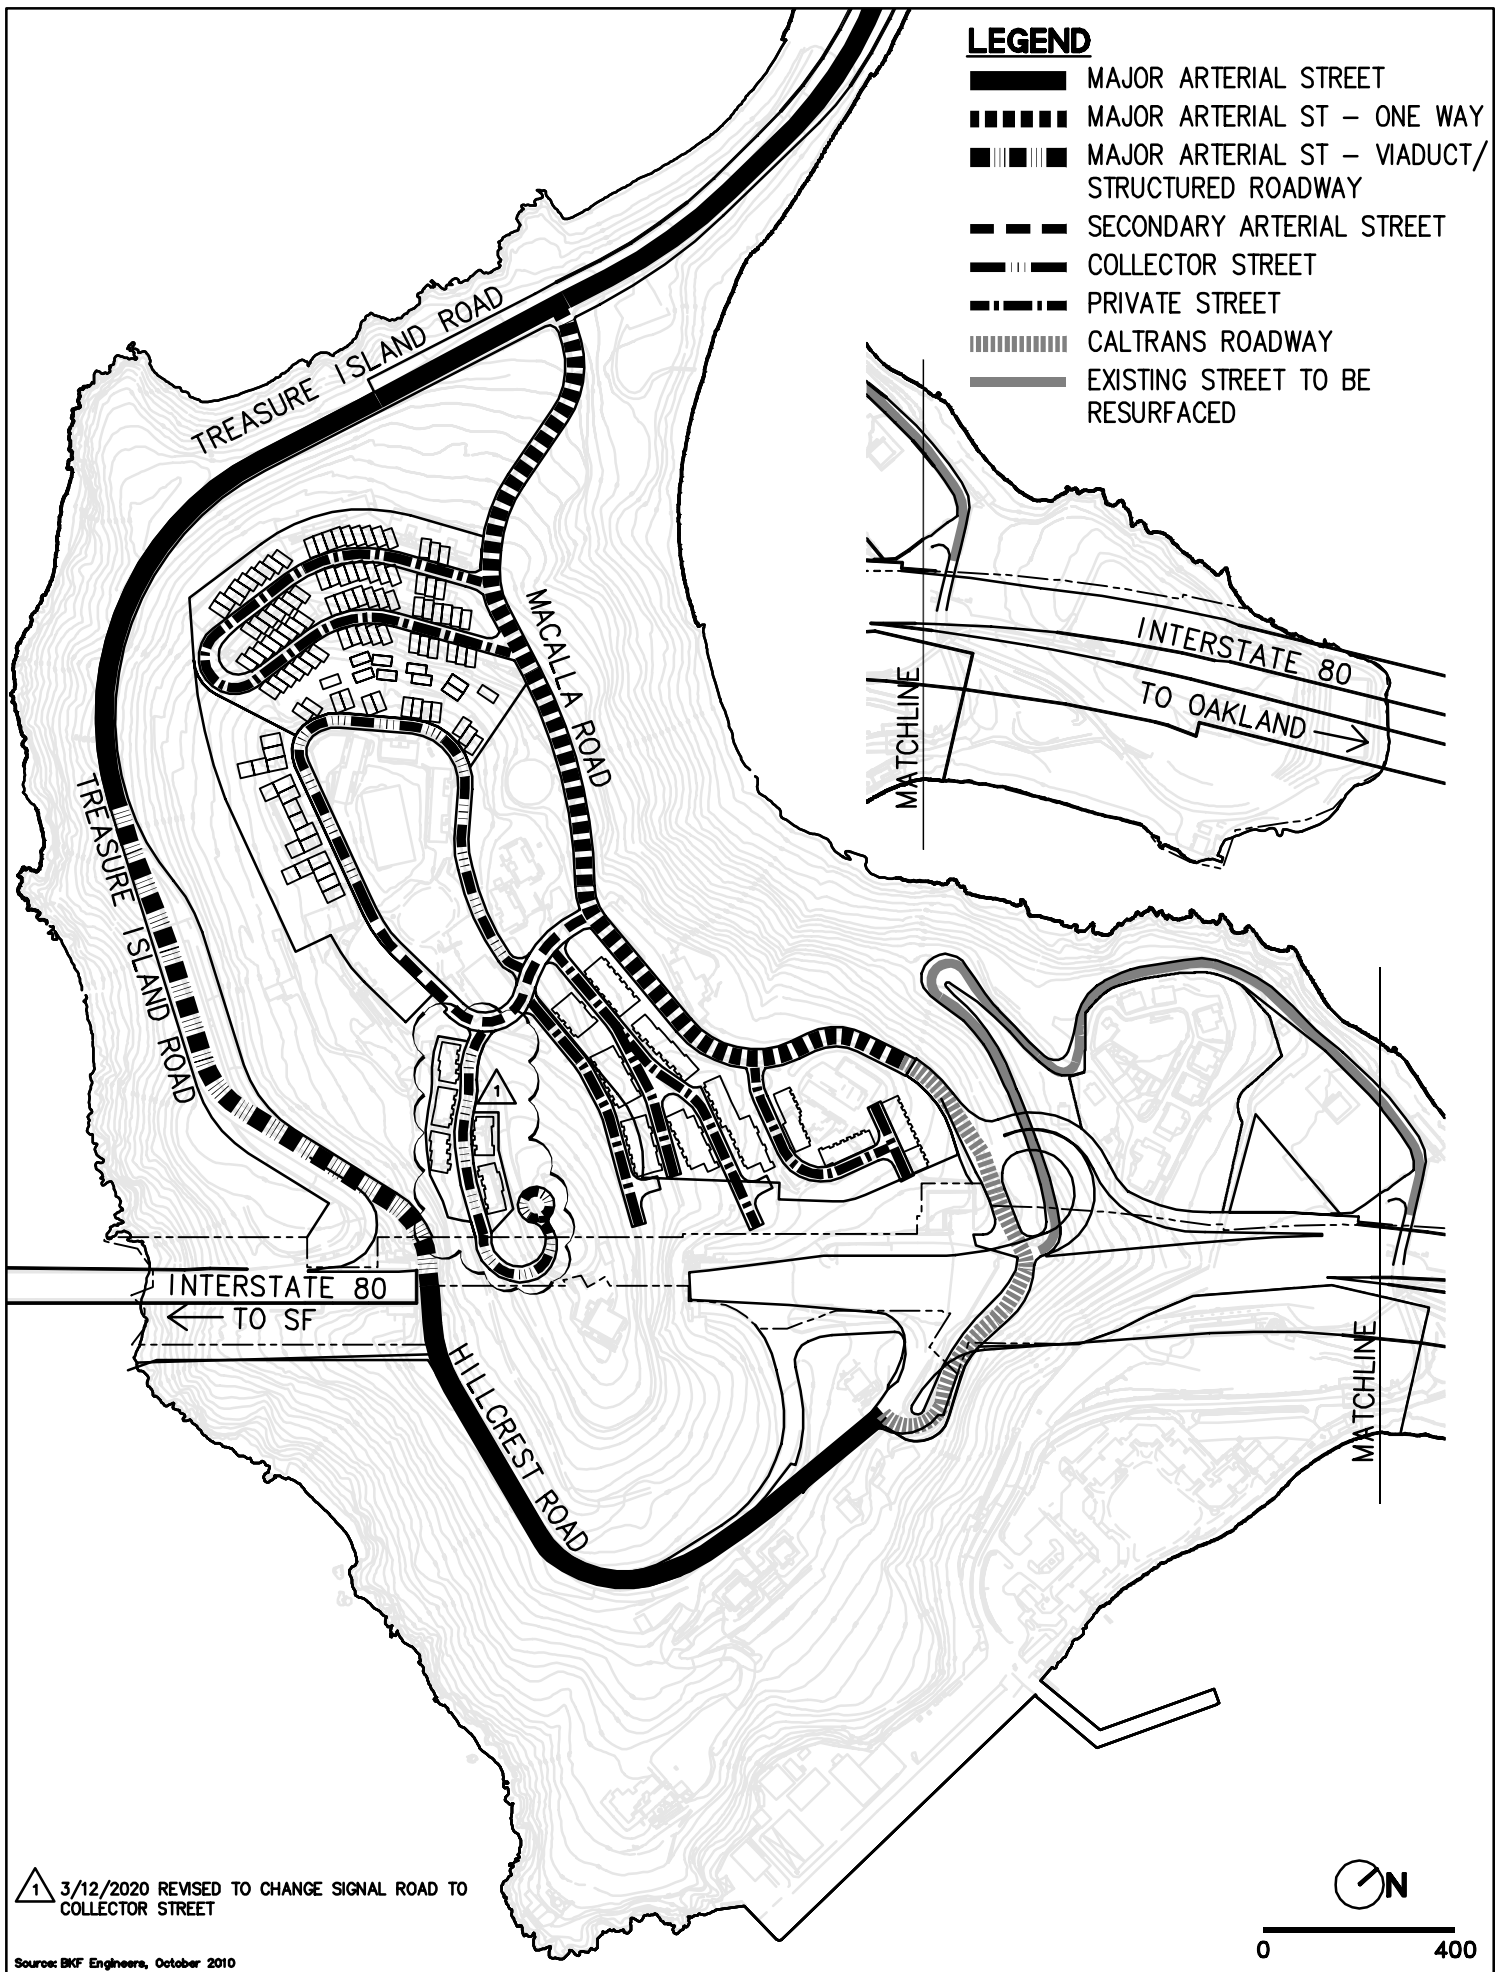 LEGEND
MAJOR ARTERIAL STREET
MAJOR ARTERIAL ST - ONE WAY
MAJOR ARTERIAL ST - VIADUCT/
STRUCTURED ROADWAY
SECONDARY ARTERIAL STREET
COLLECTOR STREET
PRIVATE STREET
CALTRANS ROADWAY
EXISTING STREET TO BE
RESURFACED
TREASURE ISLAND ROAD
MACALLA ROAD
INTERSTATE 80
TO OAKLAND
MATCHLINE
TREASURE ISLAND ROAD
1
INTERSTATE 80
TO SF
HILLCREST ROAD
MATCHLINE
1 3/12/2020 REVISED TO CHANGE SIGNAL ROAD TO
COLLECTOR STREET
N
0 400
Source: BKF Engineers, October 2010